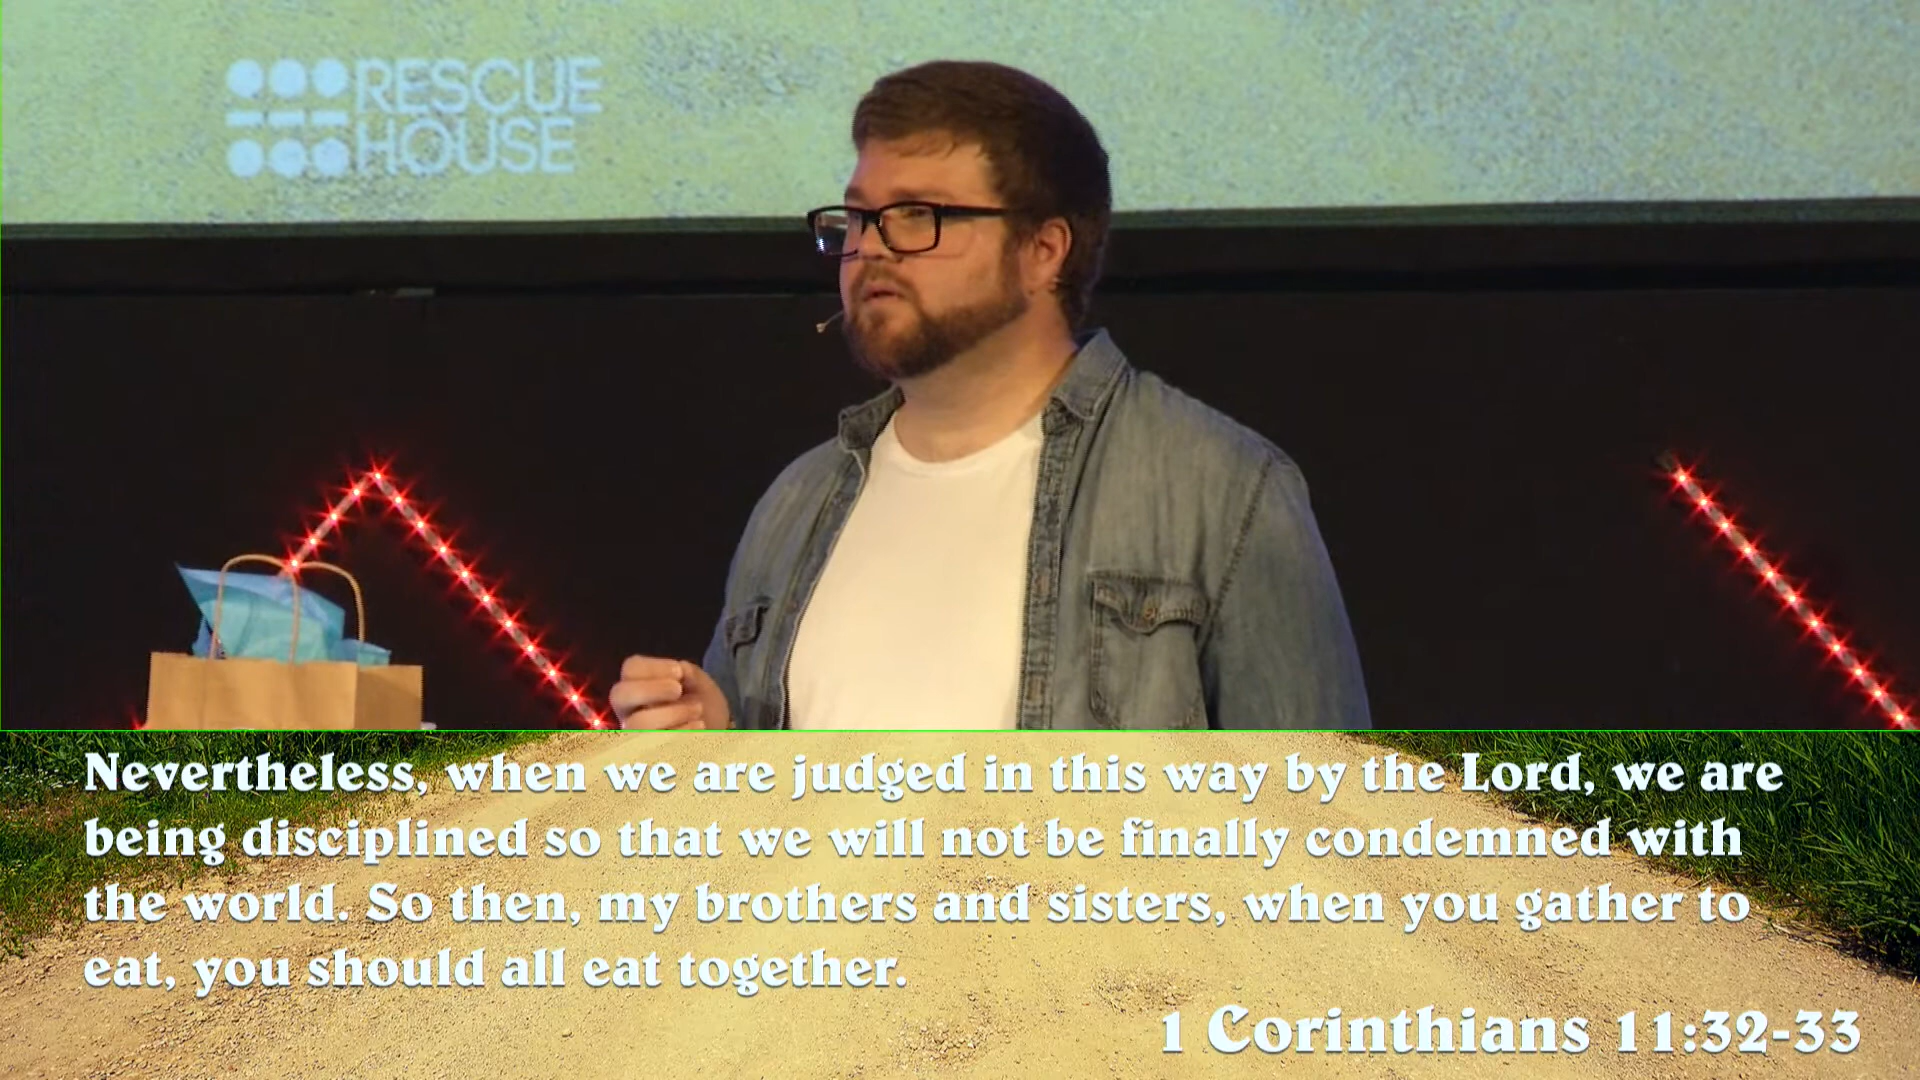 RESCUE
HOUSE
Nevertheless, when we are judged in this way by the Lord, we are
being disciplined so that we will not be finally condemned with
the world. So then, my brothers and sisters, when you gather to
eat, you should all eat together.
1 Corinthians 11:32-33